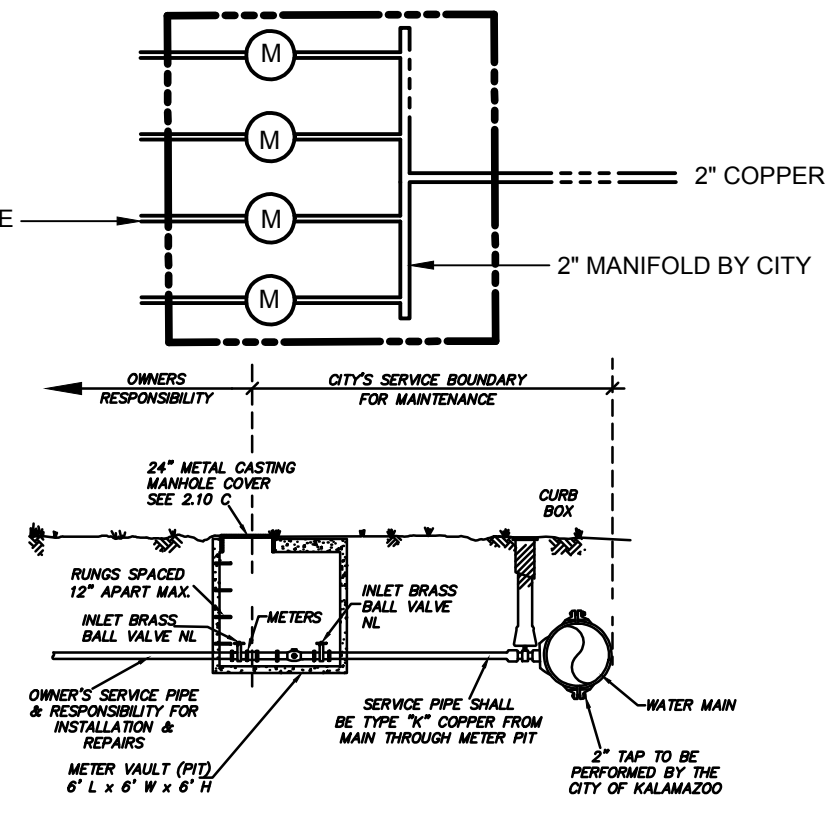 M
M
2" COPPER
E
M
2" MANIFOLD BY CITY
M
OWNERS
RESPONSIBILITY
CITY'S SERVICE BOUNDARY
FOR MAINTENANCE
24" METAL CASTING
MANHOLE COVER
SEE 2.10 C
CURB
BOX
RUNGS SPACED
12" APART MAX.
INLET BRASS
BALL VALVE NL
METERS
INLET BRASS
BALL VALVE
NL
OWNER'S SERVICE PIPE
& RESPONSIBILITY FOR
INSTALLATION &
REPAIRS
SERVICE PIPE SHALL
BE TYPE "K" COPPER FROM
MAIN THROUGH METER PIT
WATER MAIN
METER VAULT (PIT)
6' L x 6' W x 6' H
2" TAP TO BE
PERFORMED BY THE
CITY OF KALAMAZOO